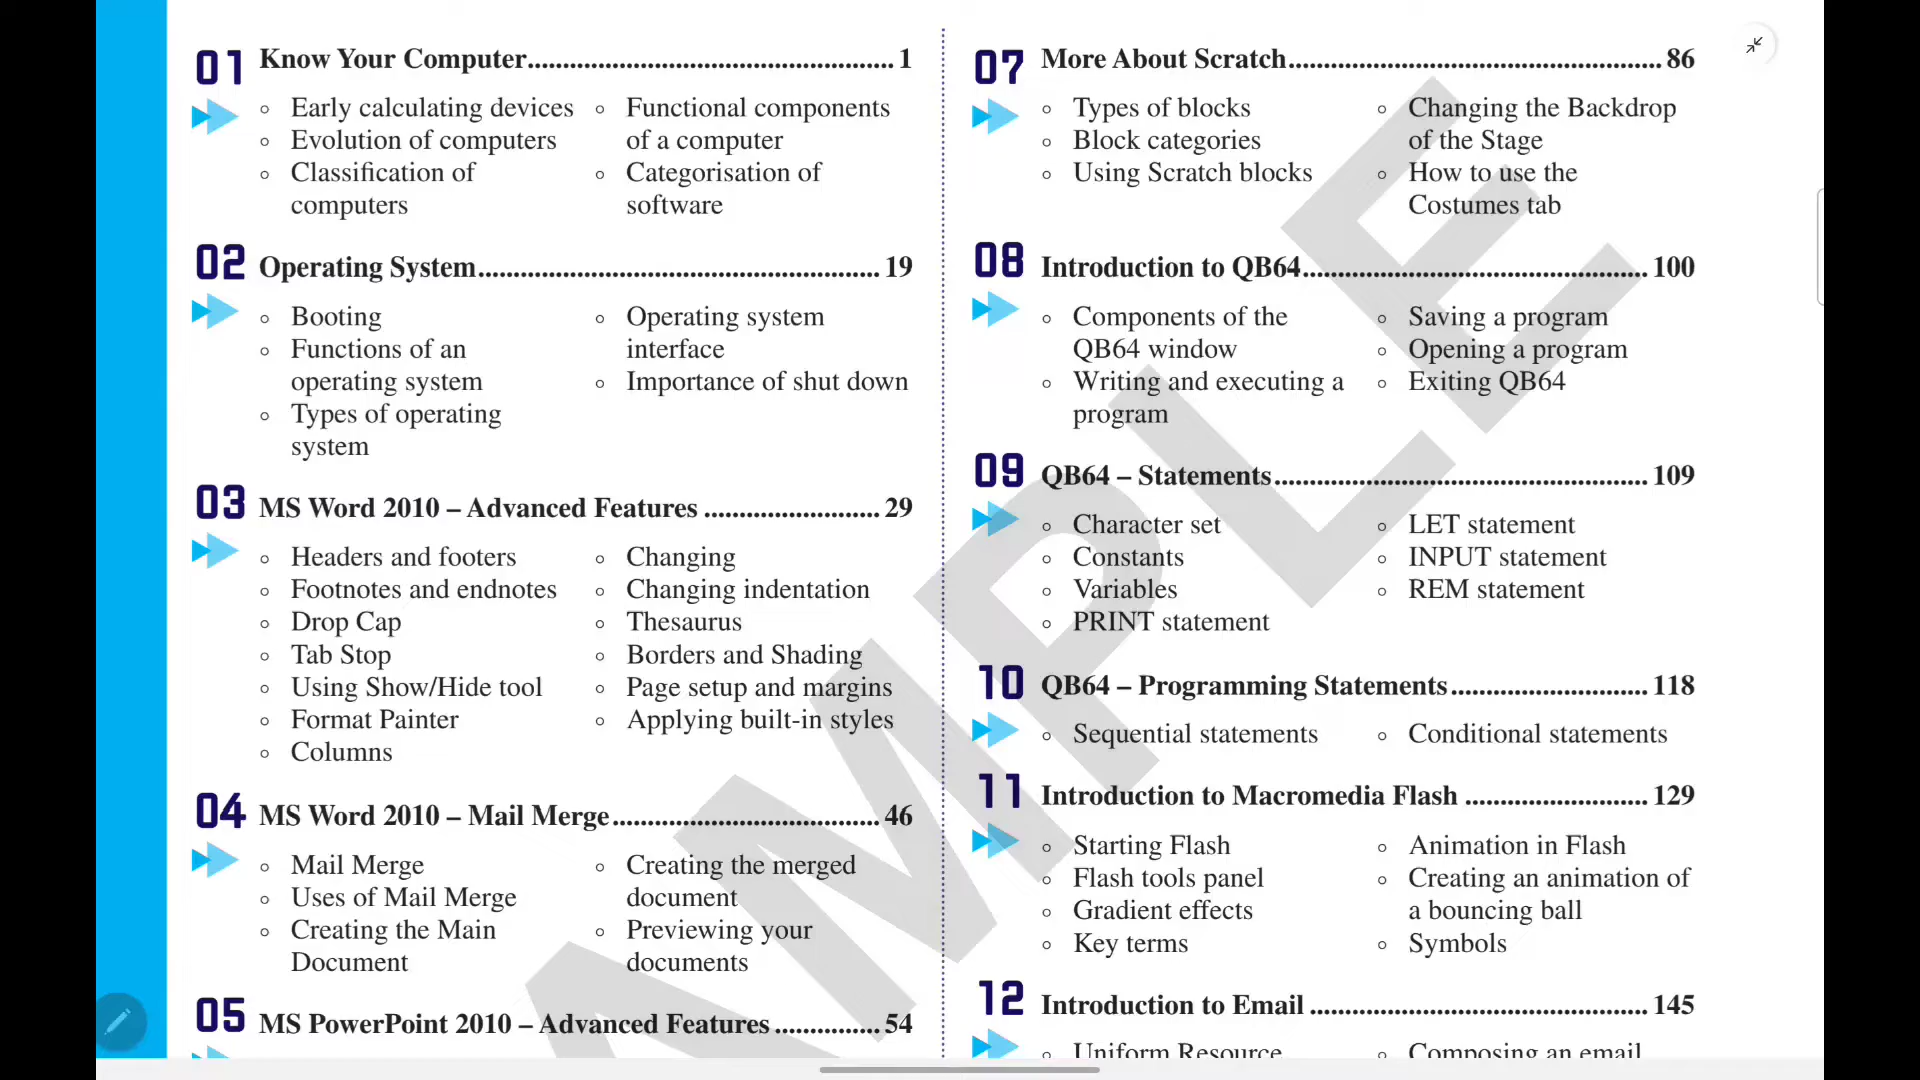 01 Know Your Computer 1
Early calculating devices
Evolution of computers
Classification of
computers
Functional components
of a computer
Categorisation of
software
02 Operating System 19
Booting
Functions of an
operating system
Types of operating
system
Operating system
interface
Importance of shut down
03 MS Word 2010 – Advanced Features 29
Headers and footers
Footnotes and endnotes
Drop Cap
Tab Stop
Using Show/Hide tool
Format Painter
Columns
Changing
Changing indentation
Thesaurus
Borders and Shading
Page setup and margins
Applying built-in styles
04 MS Word 2010 – Mail Merge 46
Mail Merge
Uses of Mail Merge
Creating the Main
Document
Creating the merged
document
Previewing your
documents
05 MS PowerPoint 2010 – Advanced Features 54
07 More About Scratch 86
Types of blocks
Block categories
Using Scratch blocks
Changing the Backdrop
of the Stage
How to use the
Costumes tab
08 Introduction to QB64 100
Components of the
QB64 window
Writing and executing a
program
Saving a program
Opening a program
Exiting QB64
09 QB64 – Statements 109
Character set
Constants
Variables
PRINT statement
LET statement
INPUT statement
REM statement
10 QB64 – Programming Statements 118
Sequential statements
Conditional statements
11 Introduction to Macromedia Flash 129
Starting Flash
Flash tools panel
Gradient effects
Key terms
Animation in Flash
Creating an animation of
a bouncing ball
Symbols
12 Introduction to Email 145
Uniform Resource
Composing an email
AMPLE